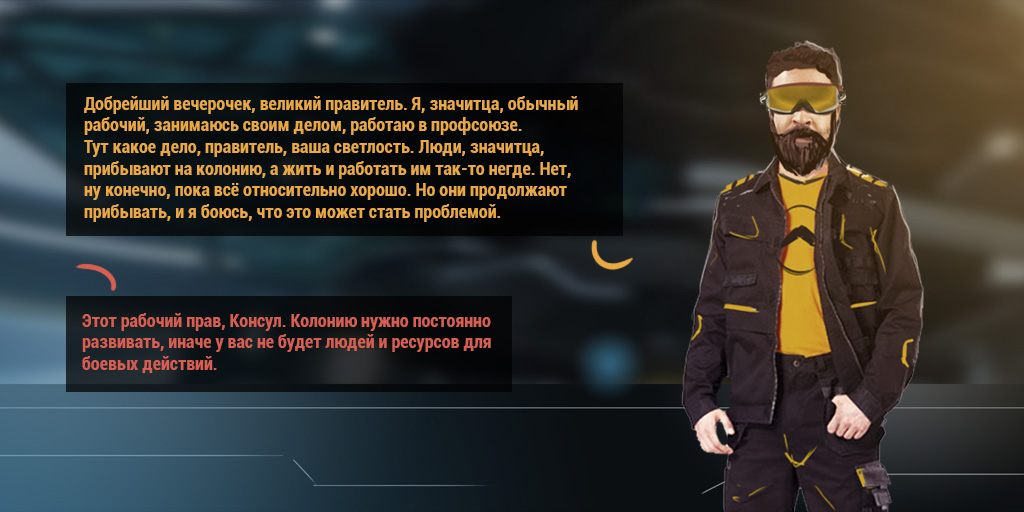 Добрейший вечерочек, великий правитель. Я, значитца, обычный
рабочий, занимаюсь своим делом, работаю в профсоюзе.
Тут какое дело, правитель, ваша светлость. Люди, значитца,
прибывают на колонию, а жить и работать им так-то негде. Нет,
ну конечно, пока всё относительно хорошо. Но они продолжают
прибывать, и я боюсь, что это может стать проблемой.
Этот рабочий прав, Консул. Колонию нужно постоянно
развивать, иначе у вас не будет людей и ресурсов для
боевых действий.